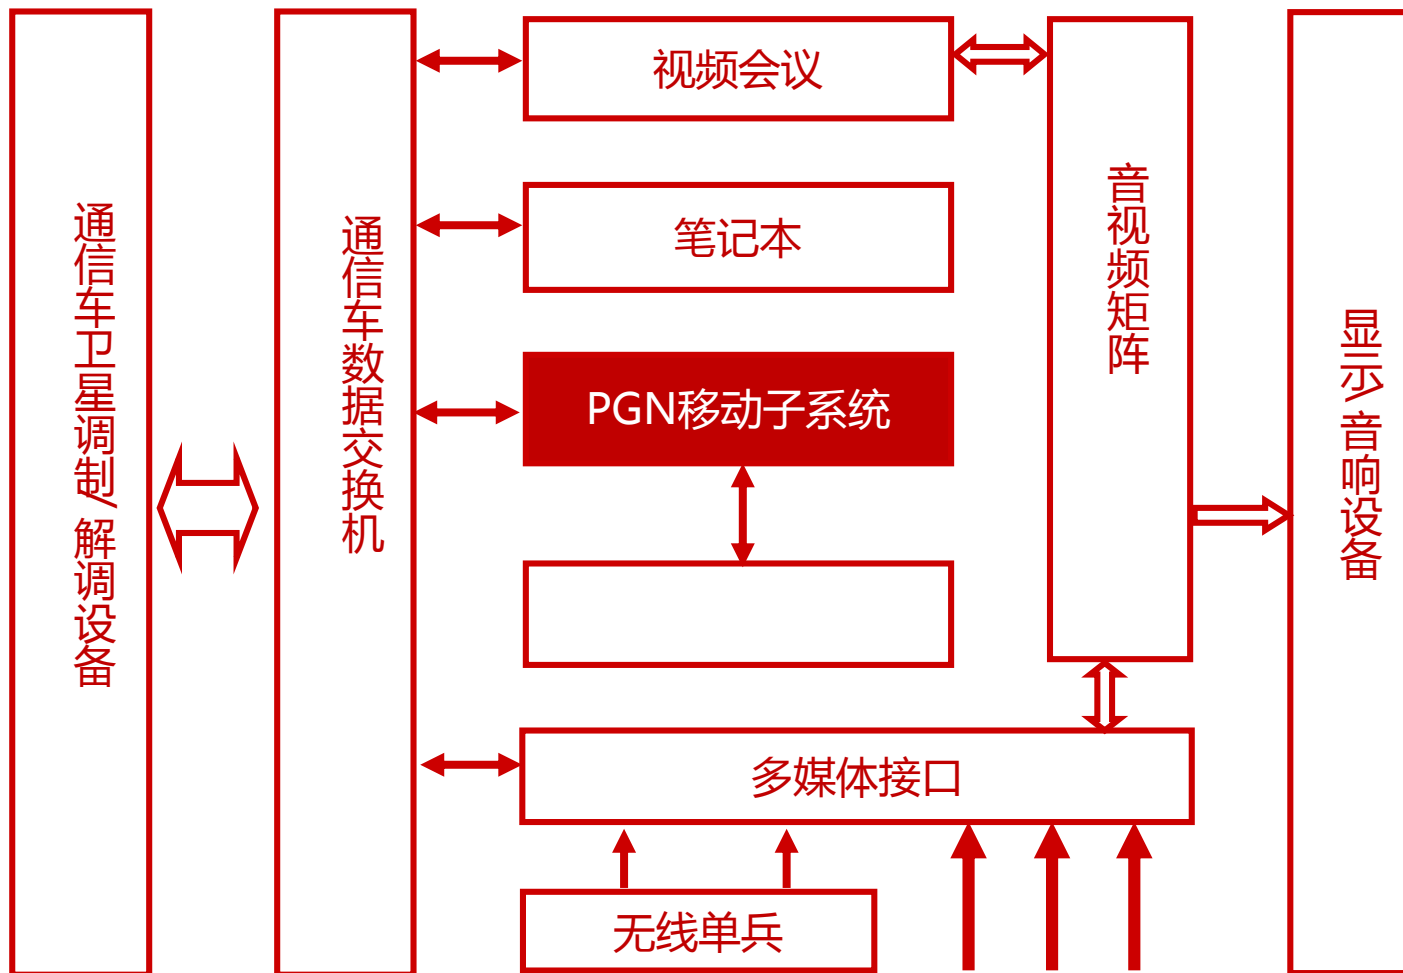 通信车卫星调制/解调设备
通信车数据交换机
视频会议
笔记本
PGN移动子系统
多媒体接口
无线单兵
音视频矩阵
显示/音响设备